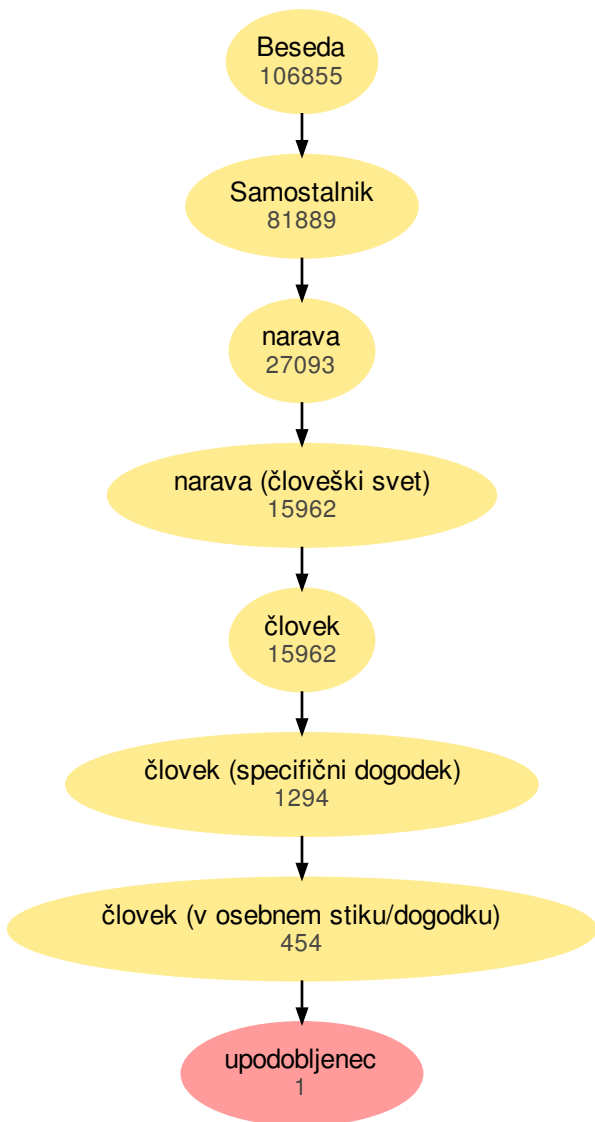 Beseda
106855
Samostalnik
81889
narava
27093
narava (človeški svet)
15962
človek
15962
človek (specifični dogodek)
1294
človek (v osebnem stiku/dogodku)
454
upodobljenec
1